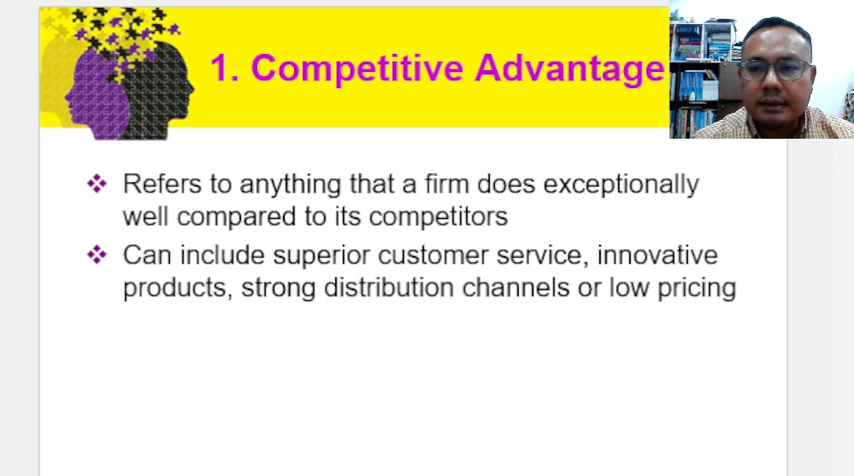 1. Competitive Advantage
Refers to anything that a firm does exceptionally
well compared to its competitors
Can include superior customer service, innovative
products, strong distribution channels or low pricing